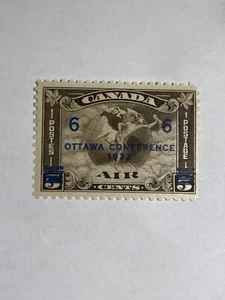 CANADA
POSTES
POSTAGE
6 6
OTTAWA CONFERENCE
1932
AIR
5 CENTS 5